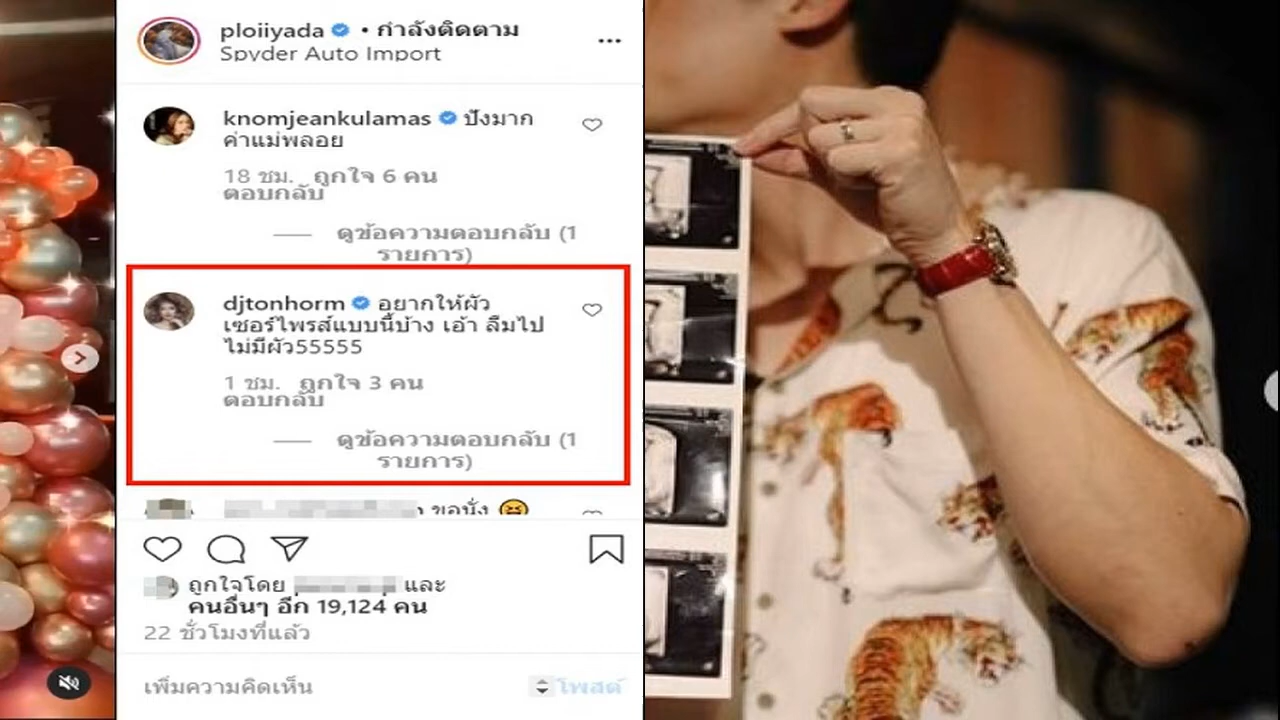 ploiiyada • กำลังติดตาม
Spyder Auto Import
knomjeankulamas ปังมาก
ค่าแม่พลอย
18 ชม. ถูกใจ 6 คน
ตอบกลับ
ดูข้อความตอบกลับ (1
รายการ)
djtonhorm อยากให้ผัว
เซอร์ไพรส์แบบนี้บ้าง เอ้า ลืมไป
ไม่มีผัว55555
1 ชม. ถูกใจ 3 คน
ตอบกลับ
ดูข้อความตอบกลับ (1
รายการ)
ขอนั่ง 😆
ถูกใจโดย และ
คนอื่นๆ อีก 19,124 คน
22 ชั่วโมงที่แล้ว
เพิ่มความคิดเห็น
โพสต์